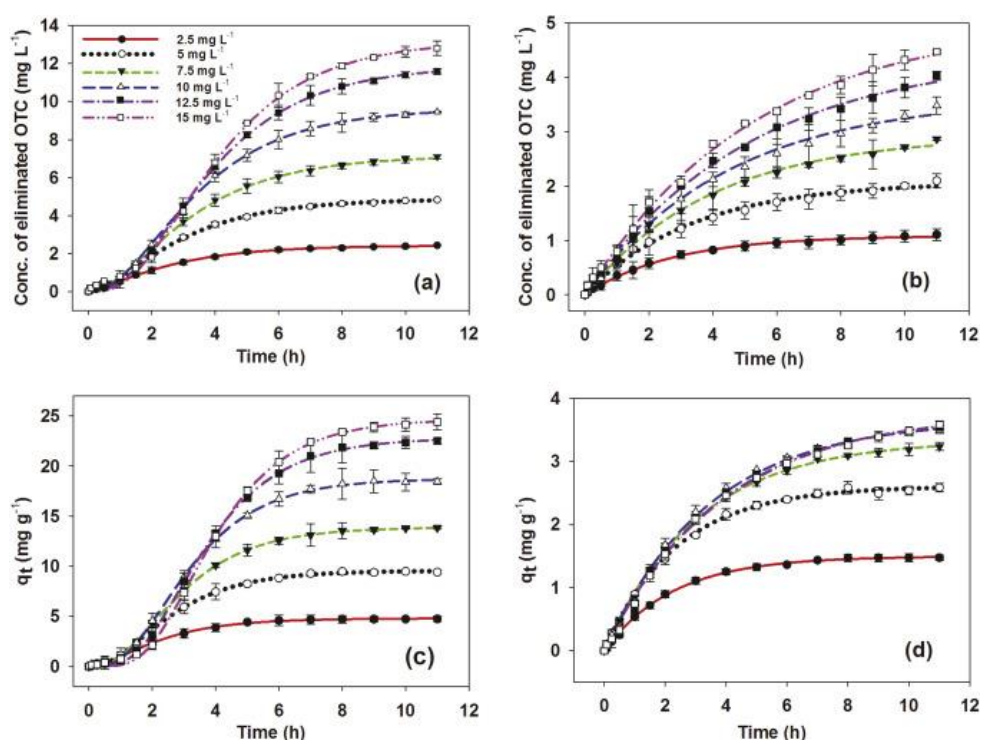 Conc. of eliminated OTC (mg L⁻¹)
14
12
10
8
6
4
2
0
2.5 mg L⁻¹
5 mg L⁻¹
7.5 mg L⁻¹
10 mg L⁻¹
12.5 mg L⁻¹
15 mg L⁻¹
(a)
0 2 4 6 8 10 12
Time (h)
Conc. of eliminated OTC (mg L⁻¹)
5
4
3
2
1
0
(b)
0 2 4 6 8 10 12
Time (h)
qt (mg g⁻¹)
25
20
15
10
5
0
(c)
0 2 4 6 8 10 12
Time (h)
qt (mg g⁻¹)
4
3
2
1
0
(d)
0 2 4 6 8 10 12
Time (h)